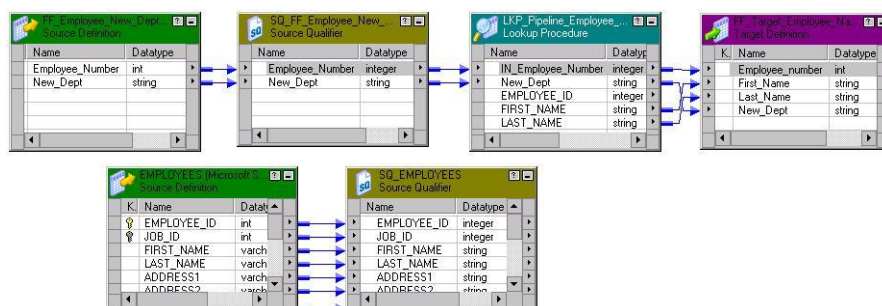 FF_Employee_New_Dept...
Source Definition
Name Datatype
Employee_Number int
New_Dept string
SQ_FF_Employee_New_...
Source Qualifier
Name Datatype
Employee_Number integer
New_Dept string
LKP_Pipeline_Employee_...
Lookup Procedure
Name Datatyp
IN_Employee_Number integer
New_Dept string
EMPLOYEE_ID integer
FIRST_NAME string
LAST_NAME string
FF_Target_Employee_Na...
Target Definition
K. Name Datatype
Employee_number int
First_Name string
Last_Name string
New_Dept string
EMPLOYEES (Microsoft S...
Source Definition
K. Name Datat
EMPLOYEE_ID int
JOB_ID int
FIRST_NAME varch
LAST_NAME varch
ADDRESS1 varch
ADDRESS2 varch
SQ_EMPLOYEES
Source Qualifier
Name Datatype
EMPLOYEE_ID integer
JOB_ID integer
FIRST_NAME string
LAST_NAME string
ADDRESS1 string
ADDRESS2 string